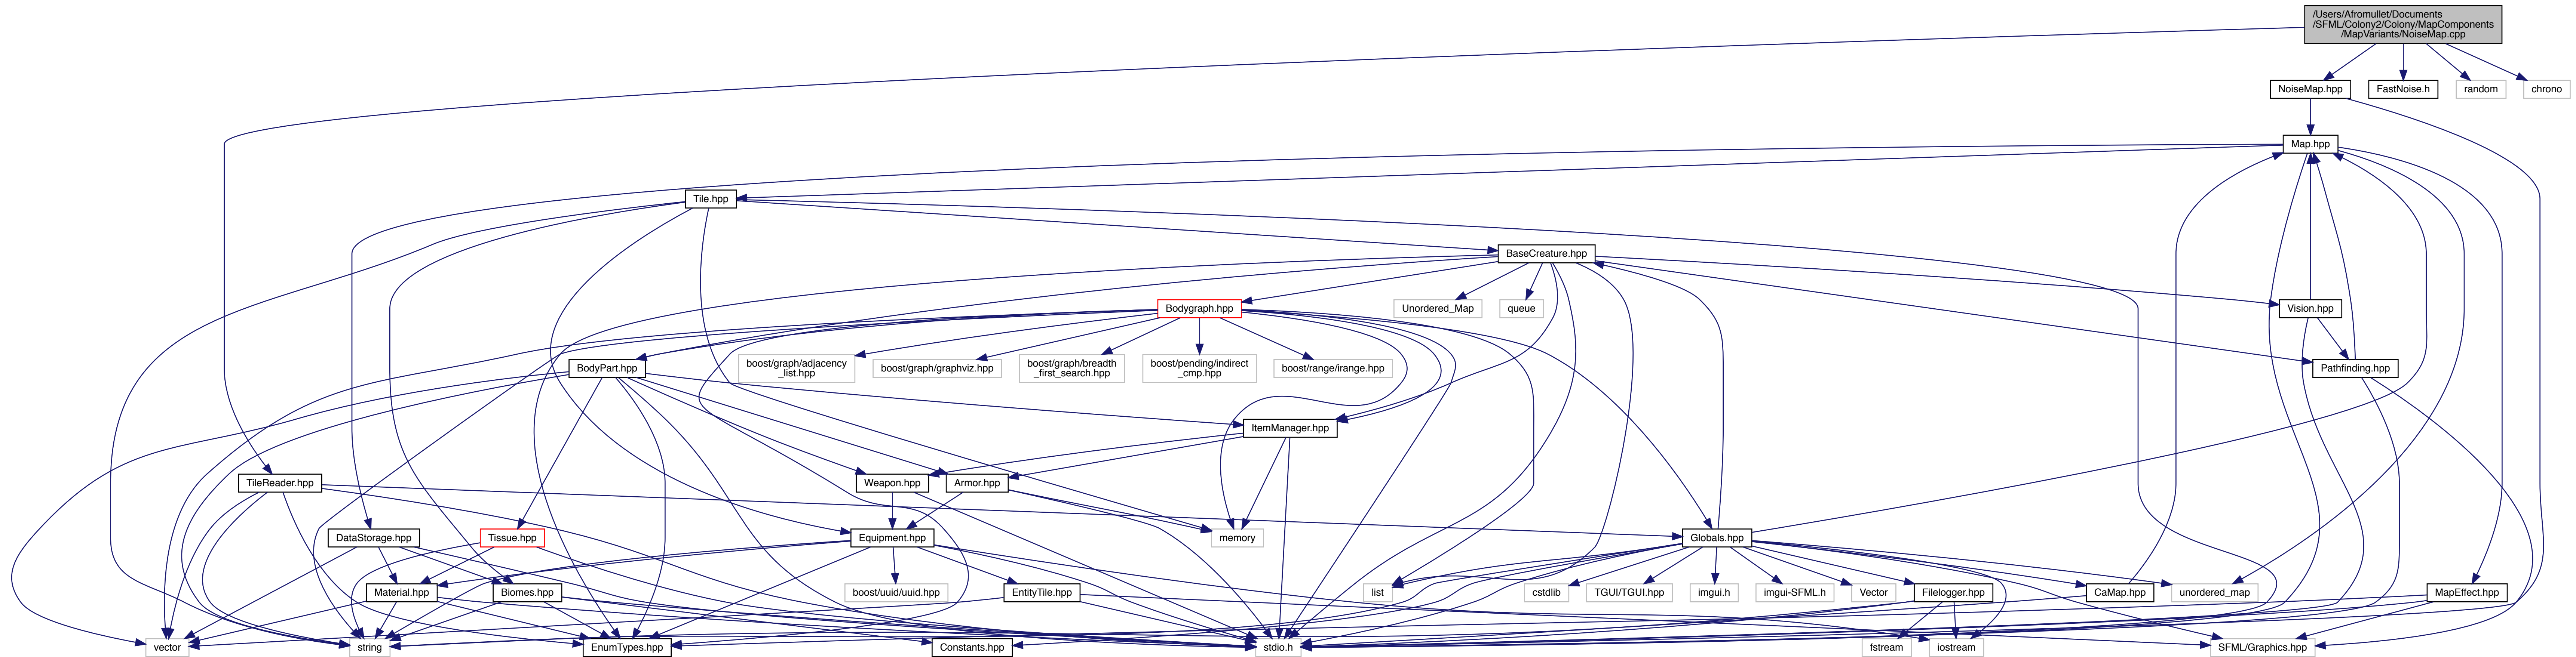 /Users/Afromullet/Documents
/SFML/Colony2/Colony/MapComponents
/MapVariants/NoiseMap.cpp
NoiseMap.hpp
FastNoise.h
random
chrono
Map.hpp
Tile.hpp
BaseCreature.hpp
Bodygraph.hpp
Unordered_Map
queue
Vision.hpp
boost/graph/adjacency
_list.hpp
boost/graph/graphviz.hpp
boost/graph/breadth
_first_search.hpp
boost/pending/indirect
_cmp.hpp
boost/range/irange.hpp
BodyPart.hpp
Pathfinding.hpp
ItemManager.hpp
TileReader.hpp
Weapon.hpp
Armor.hpp
DataStorage.hpp
Tissue.hpp
Equipment.hpp
memory
Globals.hpp
Material.hpp
Biomes.hpp
boost/uuid/uuid.hpp
EntityTile.hpp
list
cstdlib
TGUI/TGUI.hpp
imgui.h
imgui-SFML.h
Vector
Filelogger.hpp
CaMap.hpp
unordered_map
MapEffect.hpp
vector
string
EnumTypes.hpp
Constants.hpp
stdio.h
fstream
iostream
SFML/Graphics.hpp